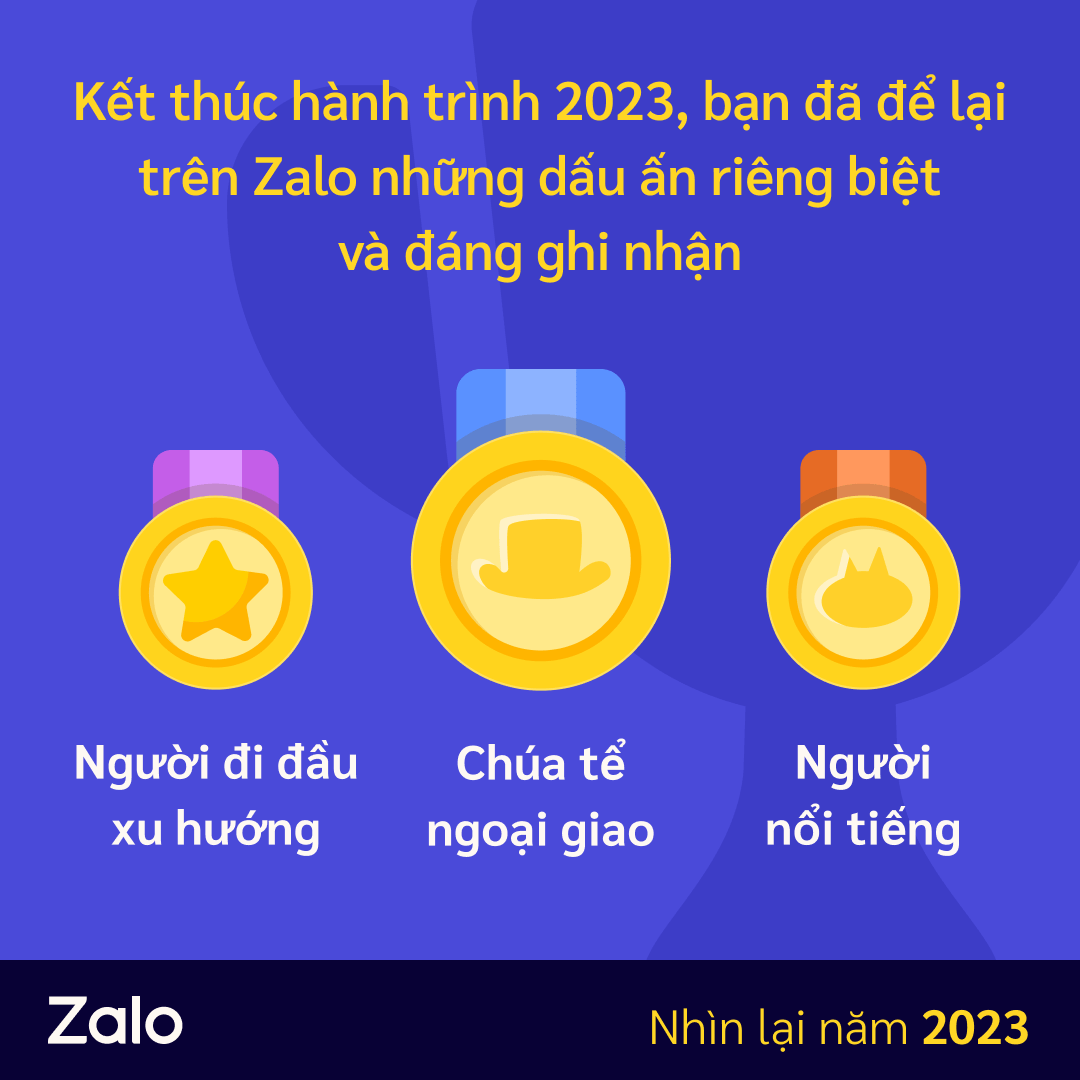 Kết thúc hành trình 2023, bạn đã để lại
trên Zalo những dấu ấn riêng biệt
và đáng ghi nhận
Người đi đầu
xu hướng
Chúa tể
ngoại giao
Người
nổi tiếng
Zalo
Nhìn lại năm 2023